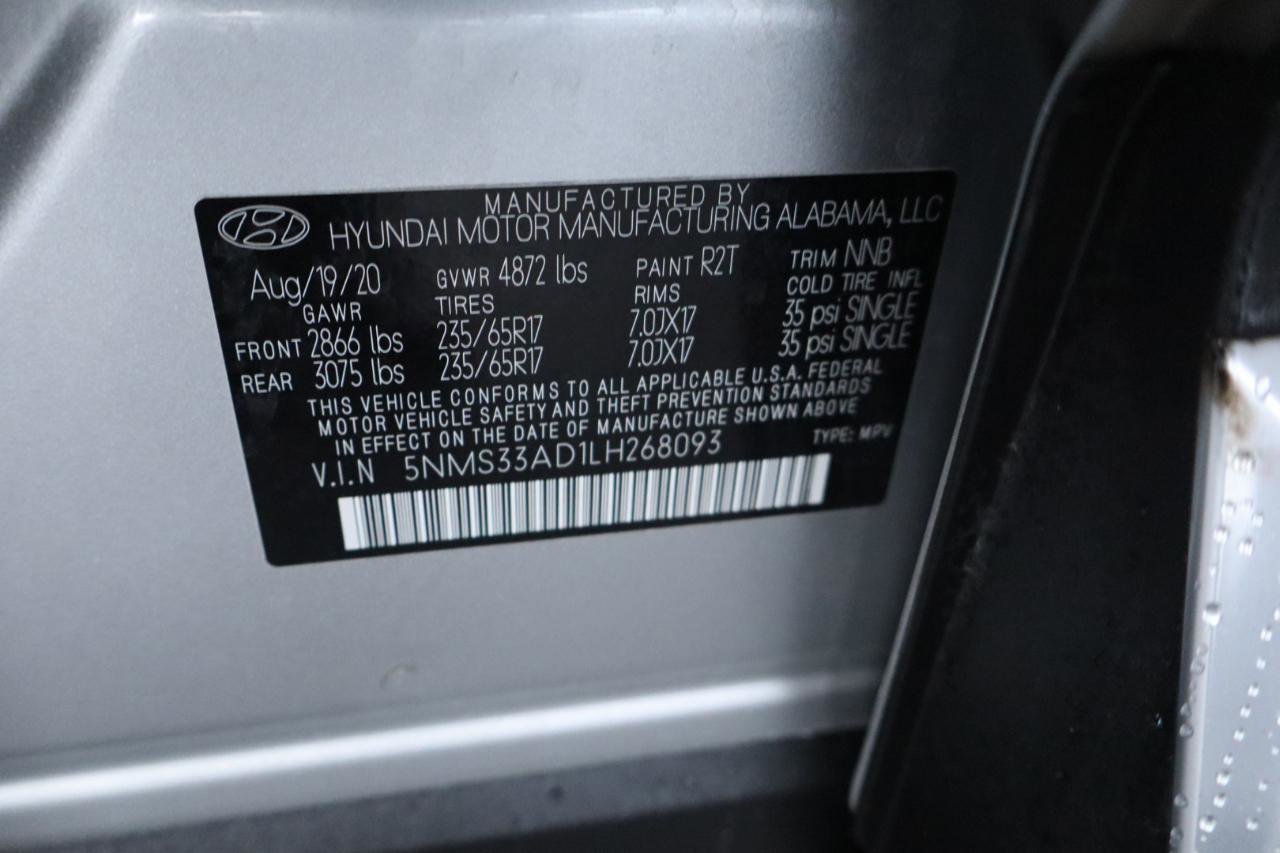 MANUFACTURED BY
HYUNDAI MOTOR MANUFACTURING ALABAMA, LLC
Aug/19/20 GVWR 4872 lbs PAINT R2T TRIM NNB
GAWR TIRES RIMS COLD TIRE INFL
FRONT 2866 lbs 235/65R17 7.0JX17 35 psi SINGLE
REAR 3075 lbs 235/65R17 7.0JX17 35 psi SINGLE
THIS VEHICLE CONFORMS TO ALL APPLICABLE U.S.A. FEDERAL
MOTOR VEHICLE SAFETY AND THEFT PREVENTION STANDARDS
IN EFFECT ON THE DATE OF MANUFACTURE SHOWN ABOVE
V.I.N 5NMS33AD1LH268093 TYPE: MPV